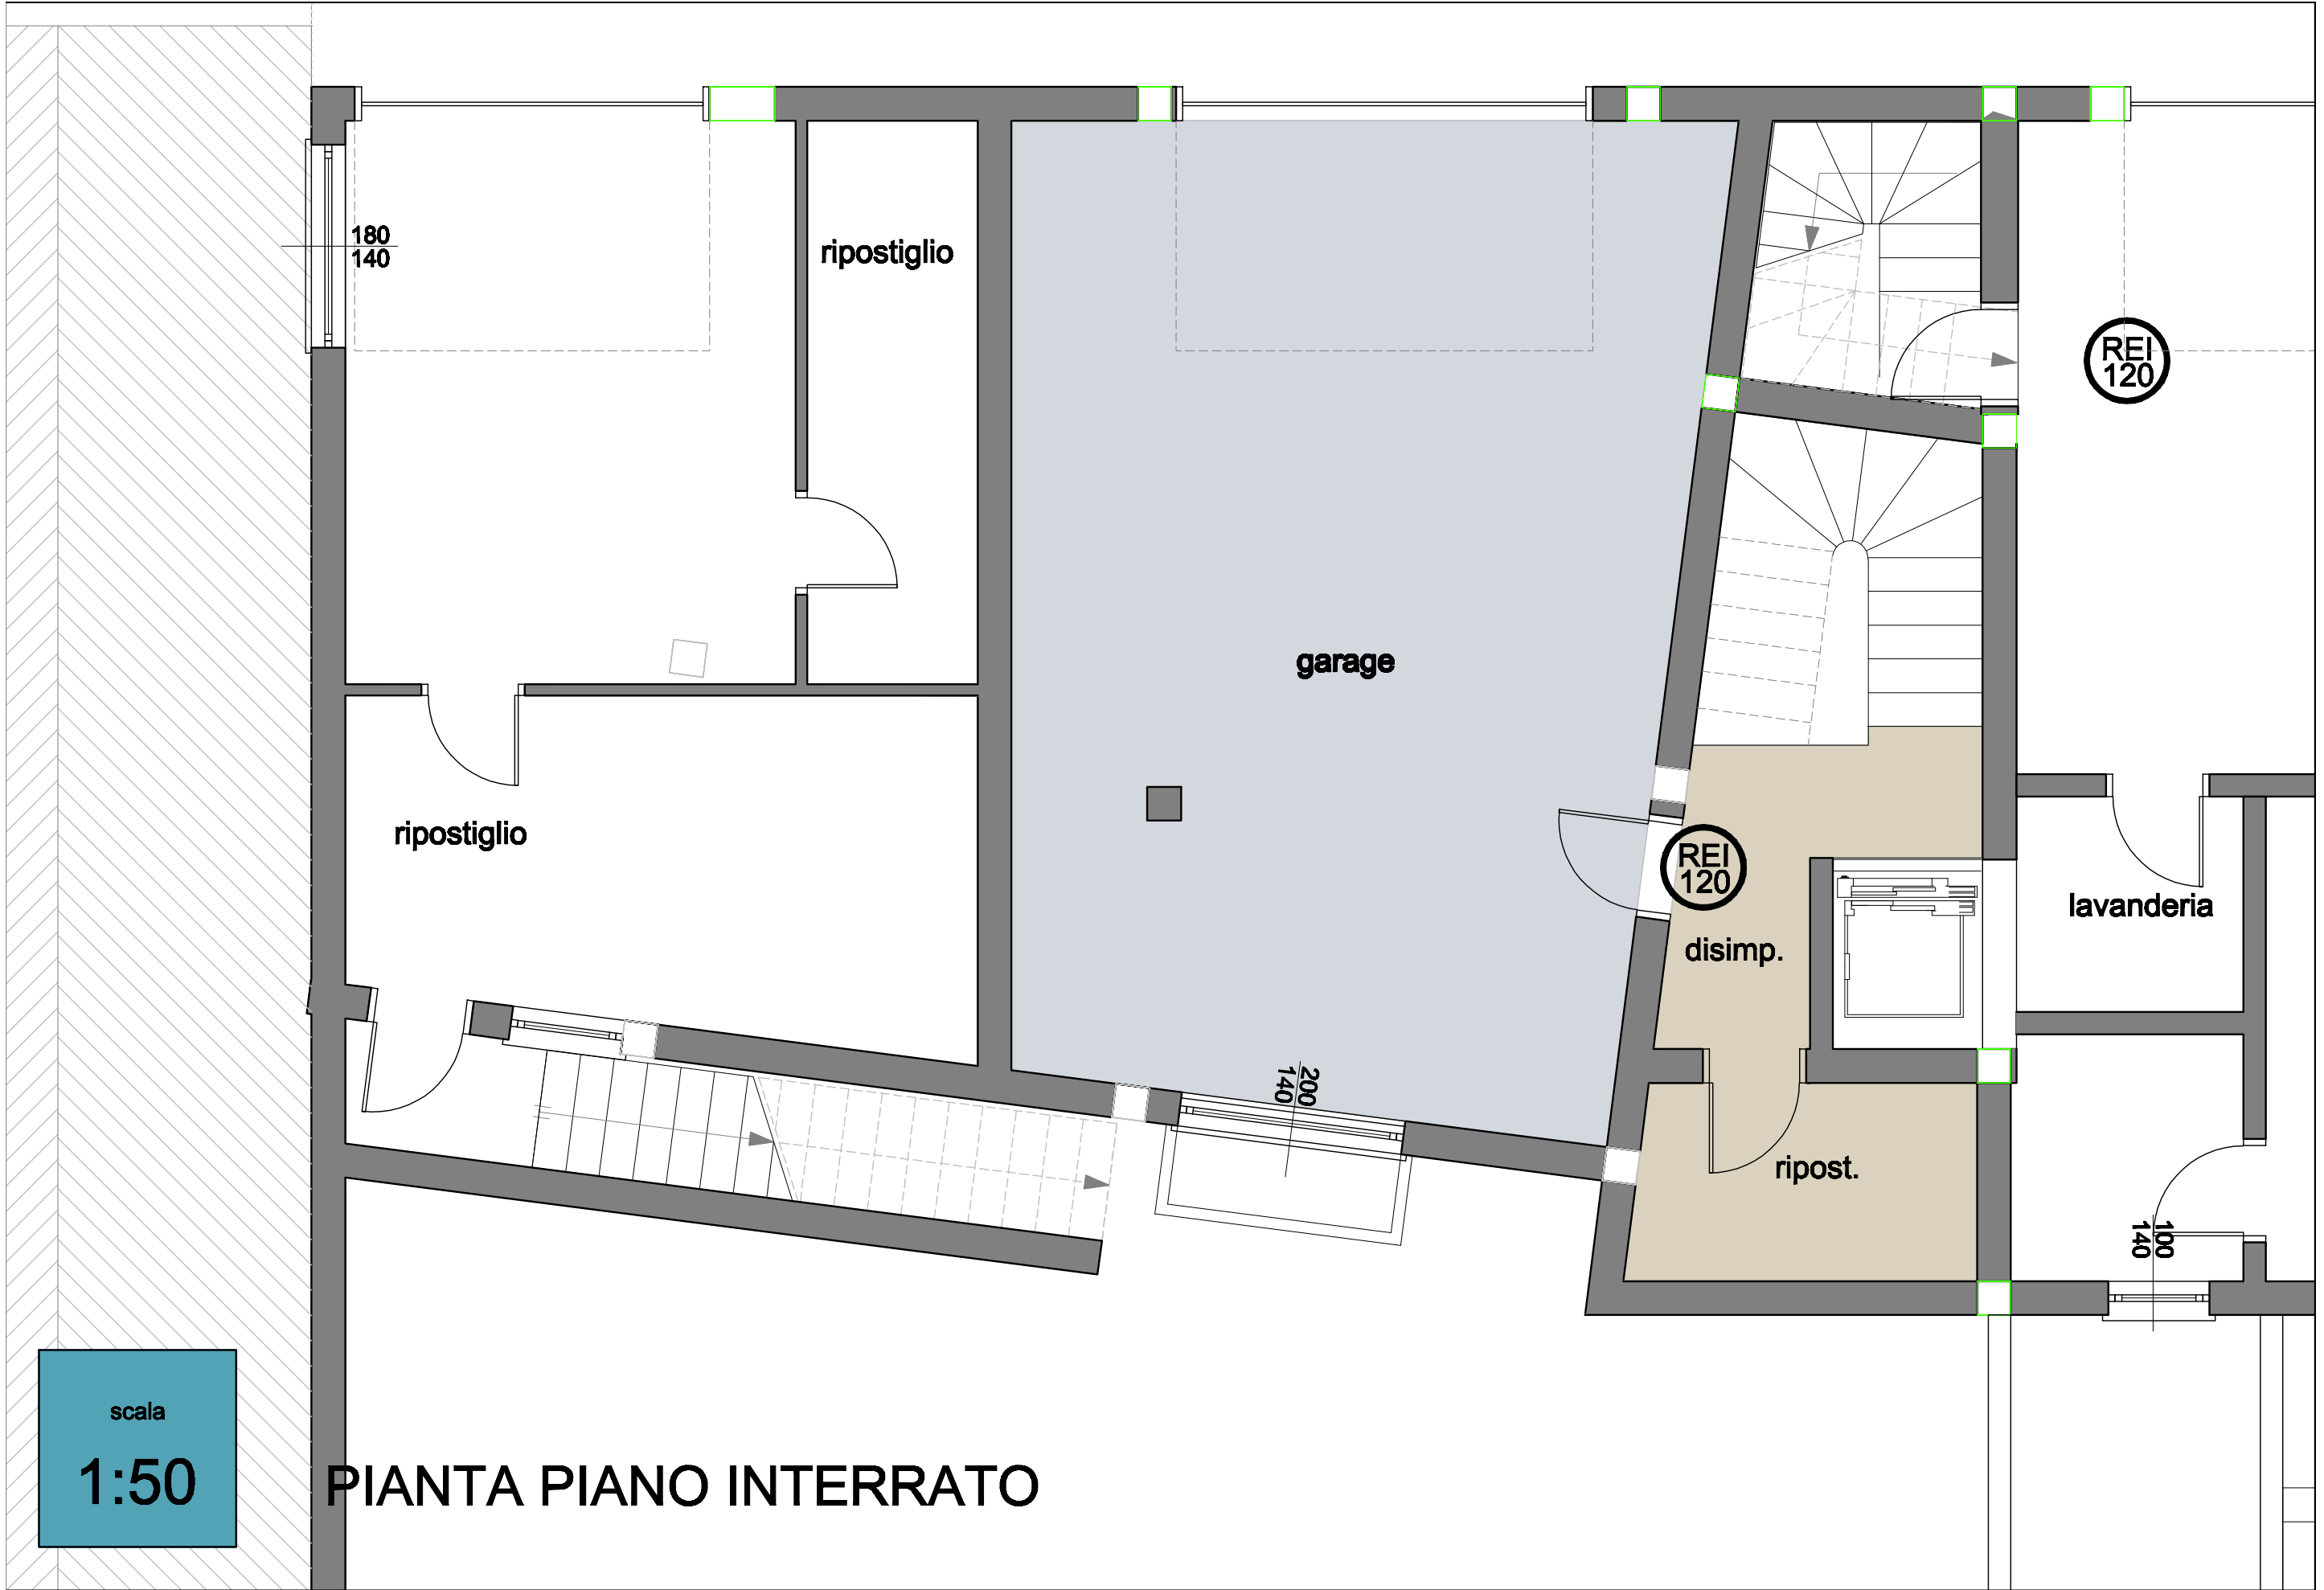 180
140
ripostiglio
REI
120
garage
ripostiglio
REI
120
lavanderia
disimp.
200
140
ripost.
100
140
scala
1:50
PIANTA PIANO INTERRATO